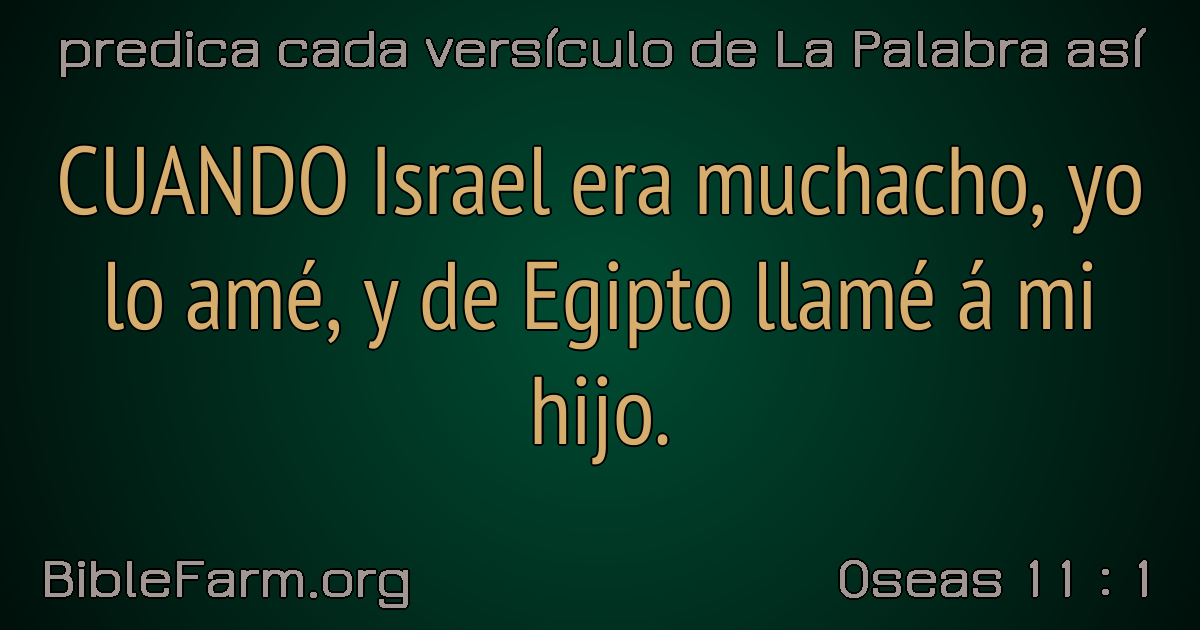 predica cada versículo de La Palabra así
CUANDO Israel era muchacho, yo
lo amé, y de Egipto llamé á mi
hijo.
BibleFarm.org
Oseas 11 : 1